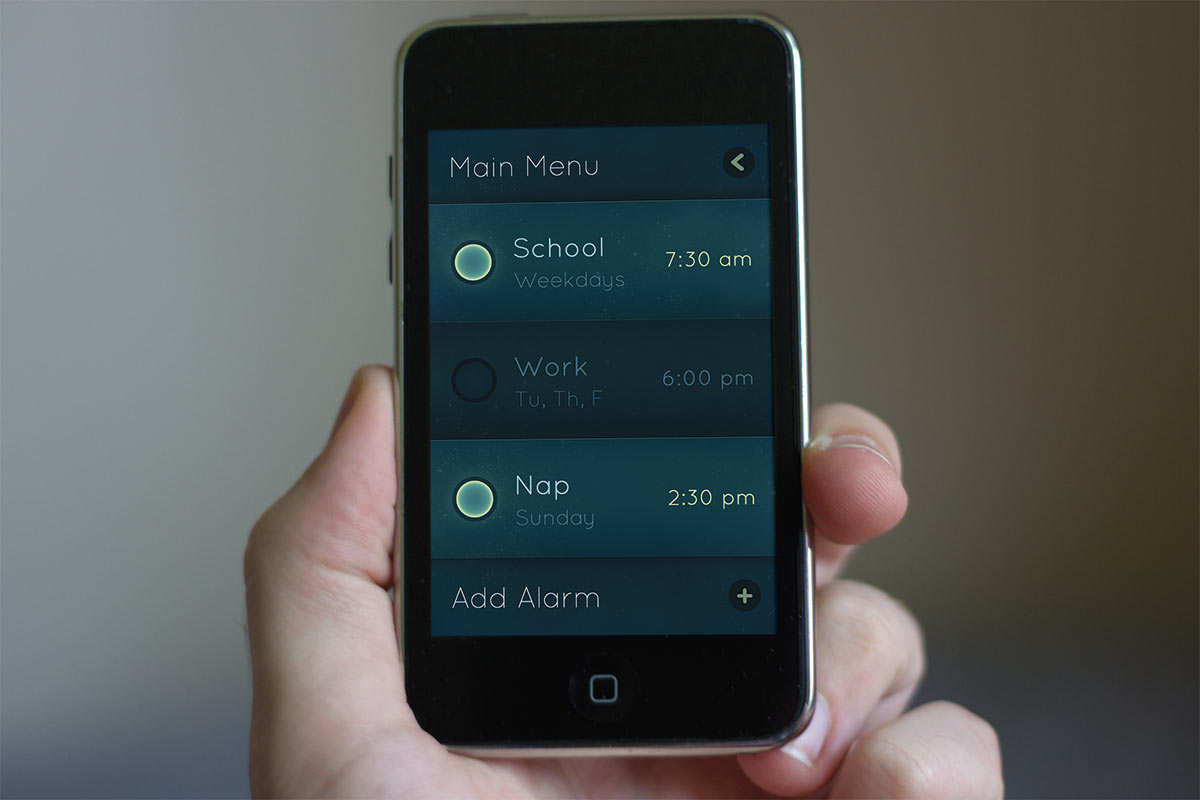 Main Menu
School
7:30 am
Weekdays
Work
6:00 pm
Tu, Th, F
Nap
2:30 pm
Sunday
Add Alarm